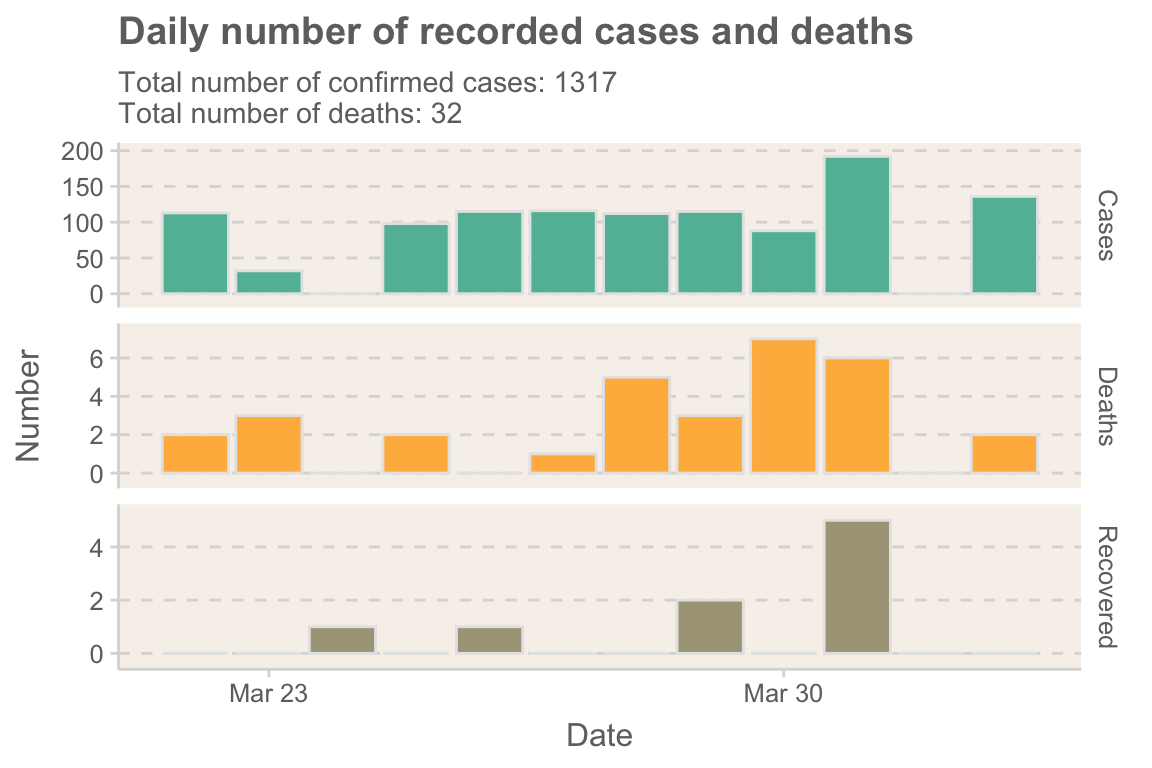 Daily number of recorded cases and deaths
Total number of confirmed cases: 1317
Total number of deaths: 32
200
150
100
50
0
Cases
6
4
2
0
Deaths
4
2
0
Recovered
Number
Mar 23
Mar 30
Date